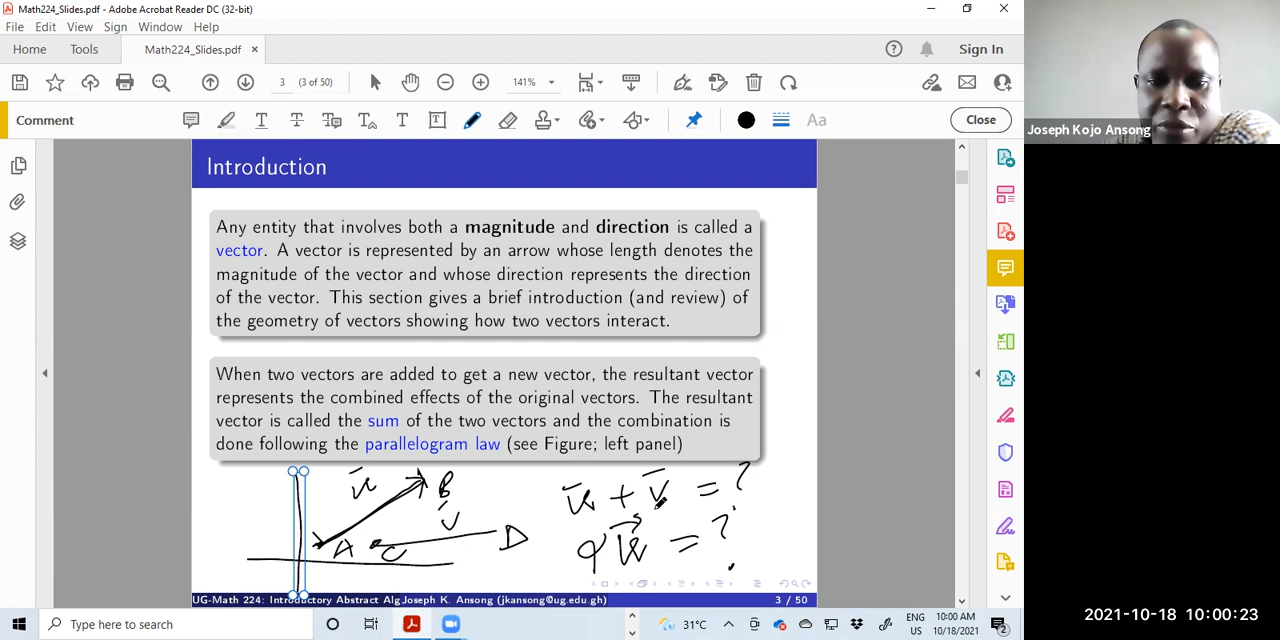 Math224_Slides.pdf - Adobe Acrobat Reader DC (32-bit)
File Edit View Sign Window Help
Home Tools Math224_Slides.pdf × Sign In
3 (3 of 50) 141%
Comment Aa Close
Joseph Kojo Ansong
Introduction
Any entity that involves both a magnitude and direction is called a
vector. A vector is represented by an arrow whose length denotes the
magnitude of the vector and whose direction represents the direction
of the vector. This section gives a brief introduction (and review) of
the geometry of vectors showing how two vectors interact.
When two vectors are added to get a new vector, the resultant vector
represents the combined effects of the original vectors. The resultant
vector is called the sum of the two vectors and the combination is
done following the parallelogram law (see Figure; left panel)
u̅ B u̅ + v̅ = ?
v̅
A C D = ?
UG-Math 224: Introductory Abstract AlgJoseph K. Ansong (jkansong@ug.edu.gh) 3 / 50
Type here to search 31°C ENG US 10:00 AM 10/18/2021 2
2021-10-18 10:00:23